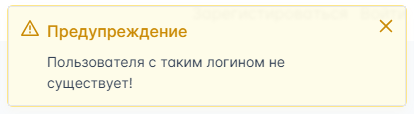 Предупреждение
Пользователя с таким логином не
существует!